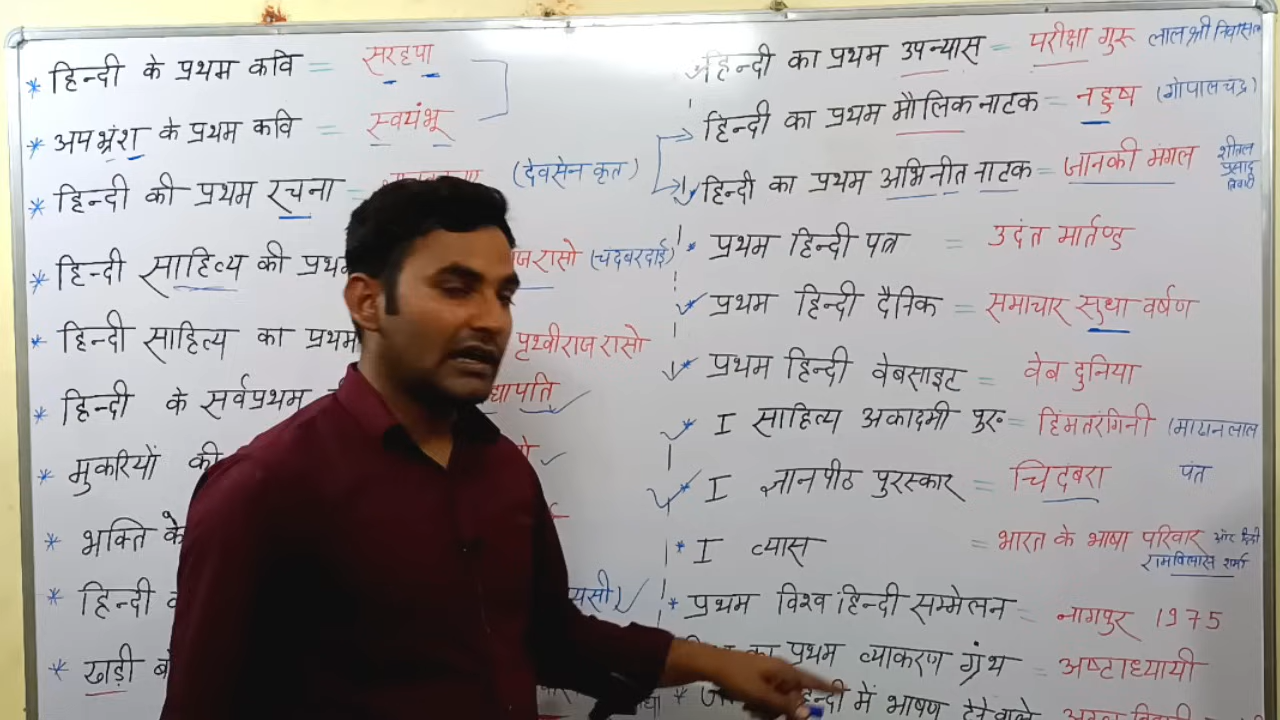 * हिन्दी के प्रथम कवि = सरहपा
* अपभ्रंश के प्रथम कवि = स्वयंभू
* हिन्दी की प्रथम रचना = (देवसेन कृत)
* हिन्दी साहित्य की प्रथम रासो (चंदबरदाई)
* हिन्दी साहित्य का प्रथम पृथ्वीराज रासो
* हिन्दी के सर्वप्रथम
* मुकरियों की
* भक्ति के
* हिन्दी
* खड़ी
हिन्दी का प्रथम उपन्यास = परीक्षा गुरु लाल श्री निवास
हिन्दी का प्रथम मौलिक नाटक = नहुष (गोपालचंद्र)
हिन्दी का प्रथम अभिनीत नाटक = जानकी मंगल शीतल प्रसाद
* प्रथम हिन्दी पत्र = उदंत मार्तण्ड
प्रथम हिन्दी दैनिक = समाचार सुधा वर्षण
प्रथम हिन्दी वेबसाइट = वेब दुनिया
I साहित्य अकादमी पुरु॰ = हिंमतरंगिनी (माखनलाल
I ज्ञानपीठ पुरस्कार = चिदंबरा पंत
* I व्यास = भारत के भाषा परिवार और हिन्दी रामविलास शर्मा
* प्रथम विश्व हिन्दी सम्मेलन = नागपुर 1975
का प्रथम व्याकरण ग्रंथ = अष्टाध्यायी
* हिन्दी में भाषण देने वाले